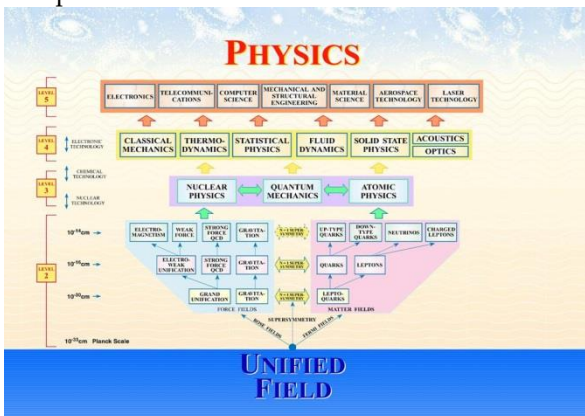 PHYSICS
LEVEL
5
ELECTRONICS
TELECOMMUNI-
CATIONS
COMPUTER
SCIENCE
MECHANICAL AND
STRUCTURAL
ENGINEERING
MATERIAL
SCIENCE
AEROSPACE
TECHNOLOGY
LASER
TECHNOLOGY
LEVEL
4
ELECTRONIC
TECHNOLOGY
CLASSICAL
MECHANICS
THERMO-
DYNAMICS
STATISTICAL
PHYSICS
FLUID
DYNAMICS
SOLID STATE
PHYSICS
ACOUSTICS
OPTICS
CHEMICAL
TECHNOLOGY
LEVEL
3
NUCLEAR
TECHNOLOGY
NUCLEAR
PHYSICS
QUANTUM
MECHANICS
ATOMIC
PHYSICS
LEVEL
2
ELECTRO-
MAGNETISM
WEAK
FORCE
STRONG
FORCE
QCD
GRAVITA-
TION
UP-TYPE
QUARKS
DOWN-
TYPE
QUARKS
NEUTRINOS
CHARGED
LEPTONS
ELECTRO-
WEAK
UNIFICATION
STRONG
FORCE
QCD
GRAVITA-
TION
QUARKS
LEPTONS
GRAND
UNIFICATION
GRAVITA-
TION
LEPTO-
QUARKS
FORCE FIELDS
MATTER FIELDS
SUPERSYMMETRY
BOSE FIELDS
FERMI FIELDS
Planck Scale
UNIFIED
FIELD